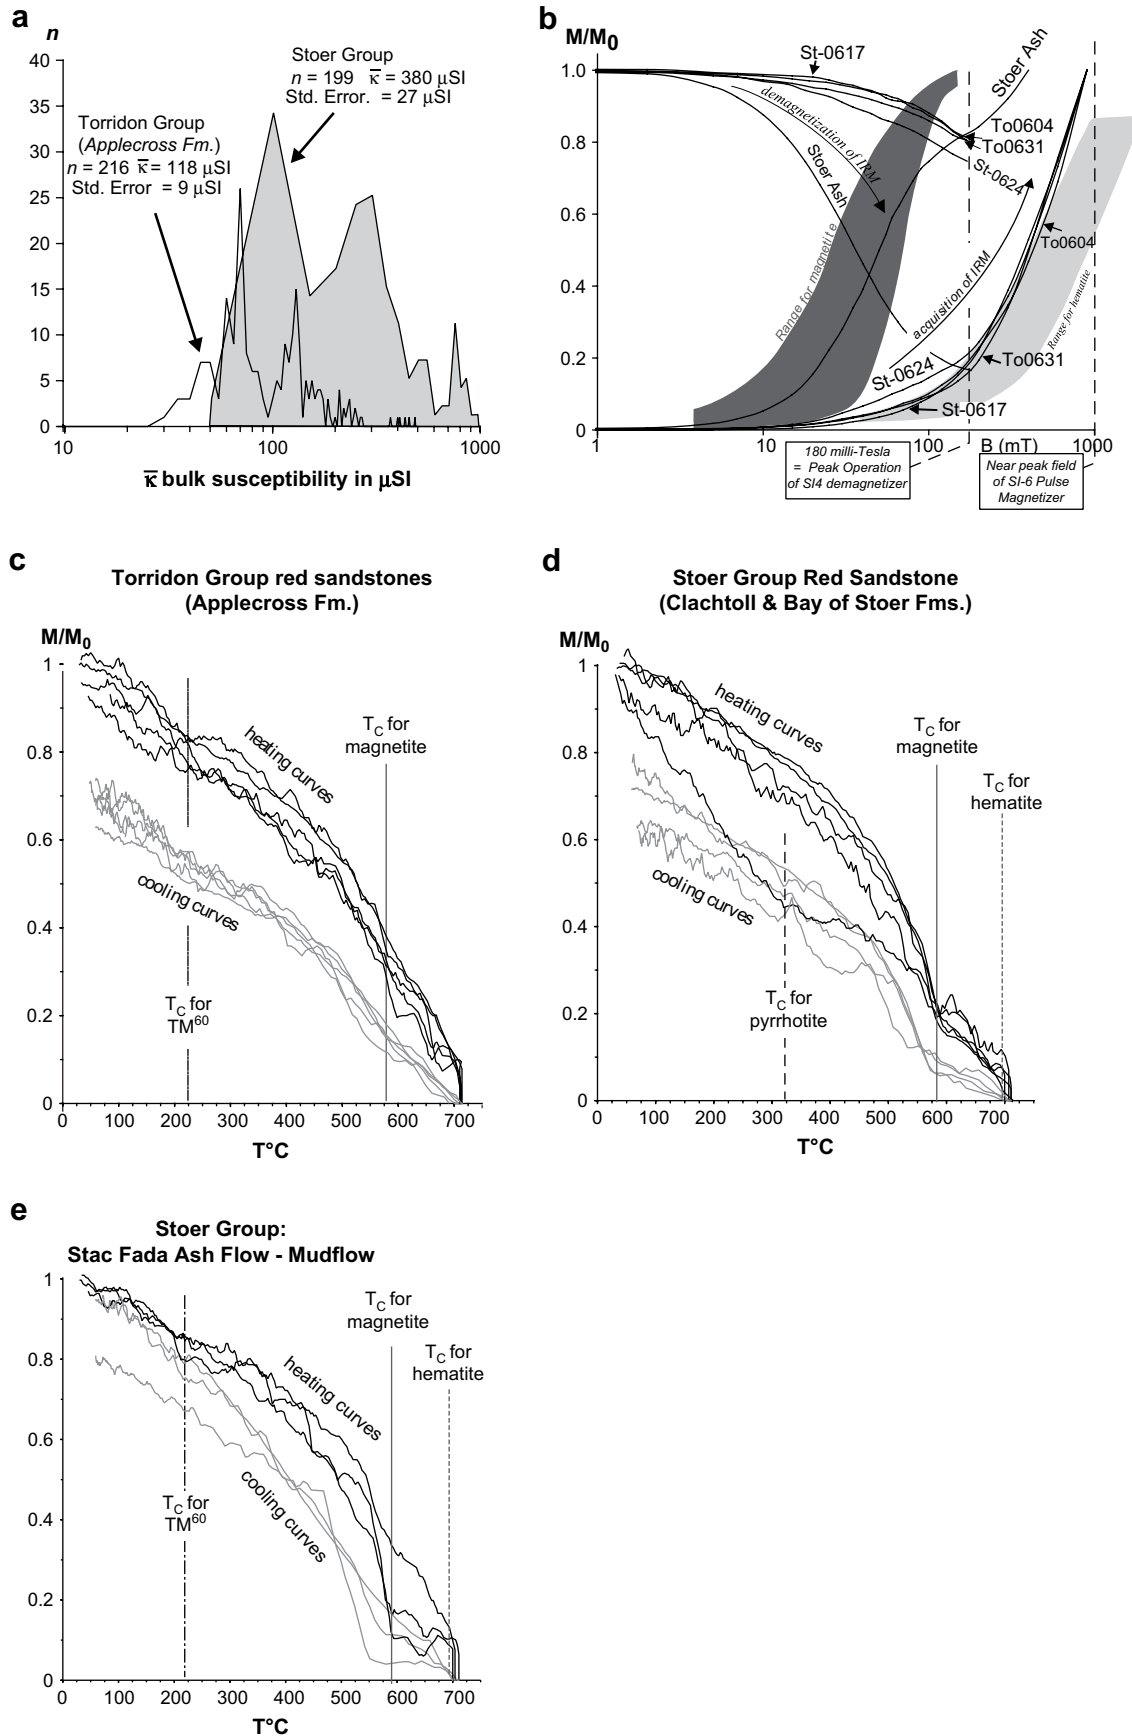 a
n
40
35
30
25
20
15
10
5
0
10
100
1000
Stoer Group
n = 199 κ̅ = 380 μSI
Std. Error. = 27 μSI
Torridon Group
(Applecross Fm.)
n = 216 κ̅ = 118 μSI
Std. Error = 9 μSI
κ̅ bulk susceptibility in μSI
b
M/M0
1.0
0.8
0.6
0.4
0.2
0
1
10
100
1000
B (mT)
St-0617
Stoer Ash
To0604
To0631
St-0624
demagnetization of IRM
Stoer Ash
Range for magnetite
acquisition of IRM
To0604
Range for hematite
To0631
St-0624
St-0617
180 milli-Tesla
= Peak Operation
of SI4 demagnetizer
Near peak field
of SI-6 Pulse
Magnetizer
c
Torridon Group red sandstones
(Applecross Fm.)
M/M0
1
0.8
0.6
0.4
0.2
0
0
100
200
300
400
500
600
700
T°C
heating curves
cooling curves
TC for
magnetite
TC for
TM60
d
Stoer Group Red Sandstone
(Clachtoll & Bay of Stoer Fms.)
M/M0
1
0.8
0.6
0.4
0.2
0
0
100
200
300
400
500
600
700
T°C
heating curves
cooling curves
TC for
magnetite
TC for
hematite
TC for
pyrrhotite
e
Stoer Group:
Stac Fada Ash Flow - Mudflow
1
0.8
0.6
0.4
0.2
0
0
100
200
300
400
500
600
700
T°C
heating curves
cooling curves
TC for
magnetite
TC for
hematite
TC for
TM60